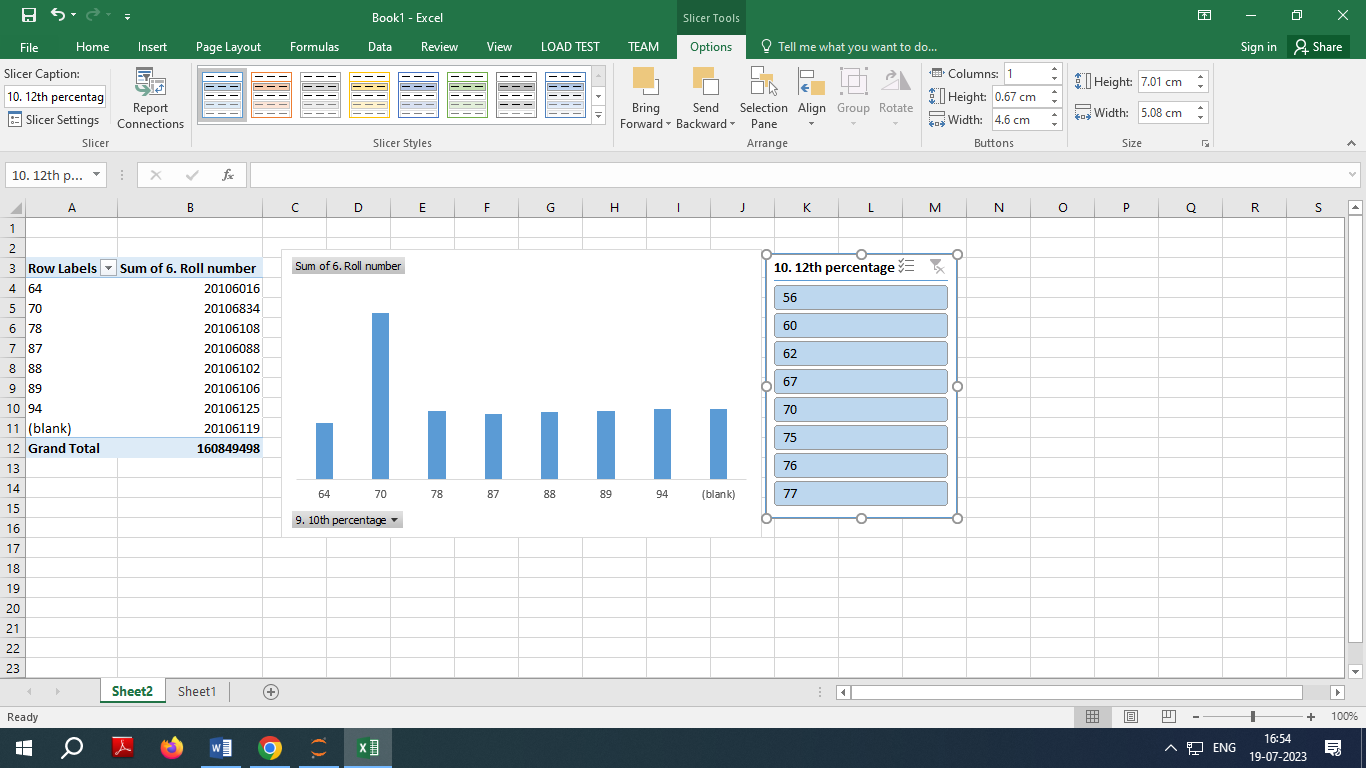 Book1 - Excel
Slicer Tools
File Home Insert Page Layout Formulas Data Review View LOAD TEST TEAM Options Tell me what you want to do... Sign in Share
Slicer Caption:
10. 12th percentag
Slicer Settings
Report
Connections
Bring
Forward
Send
Backward
Selection
Pane
Align
Group
Rotate
Columns: 1
Height: 0.67 cm
Width: 4.6 cm
Height: 7.01 cm
Width: 5.08 cm
Slicer
Slicer Styles
Arrange
Buttons
Size
10. 12th p...
fx
A B C D E F G H I J K L M N O P Q R S
1
2
3 Row Labels Sum of 6. Roll number
4 64 20106016
5 70 20106834
6 78 20106108
7 87 20106088
8 88 20106102
9 89 20106106
10 94 20106125
11 (blank) 20106119
12 Grand Total 160849498
13
14
15
16
17
18
19
20
21
22
23
Sum of 6. Roll number
64 70 78 87 88 89 94 (blank)
9. 10th percentage
10. 12th percentage
56
60
62
67
70
75
76
77
Sheet2 Sheet1
Ready
100%
ENG
16:54
19-07-2023